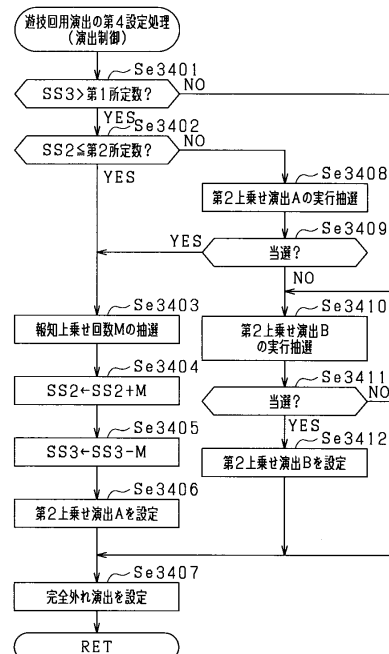 遊技回用演出の第4設定処理
(演出制御)
Se3401
SS3>第1所定数?
NO
YES
Se3402
SS2≦第2所定数?
NO
YES
Se3408
第2上乗せ演出Aの実行抽選
Se3409
当選?
YES
NO
Se3403
報知上乗せ回数Mの抽選
Se3410
第2上乗せ演出B
の実行抽選
Se3404
SS2←SS2+M
Se3411
当選?
NO
YES
Se3405
SS3←SS3-M
Se3412
第2上乗せ演出Bを設定
Se3406
第2上乗せ演出Aを設定
Se3407
完全外れ演出を設定
RET